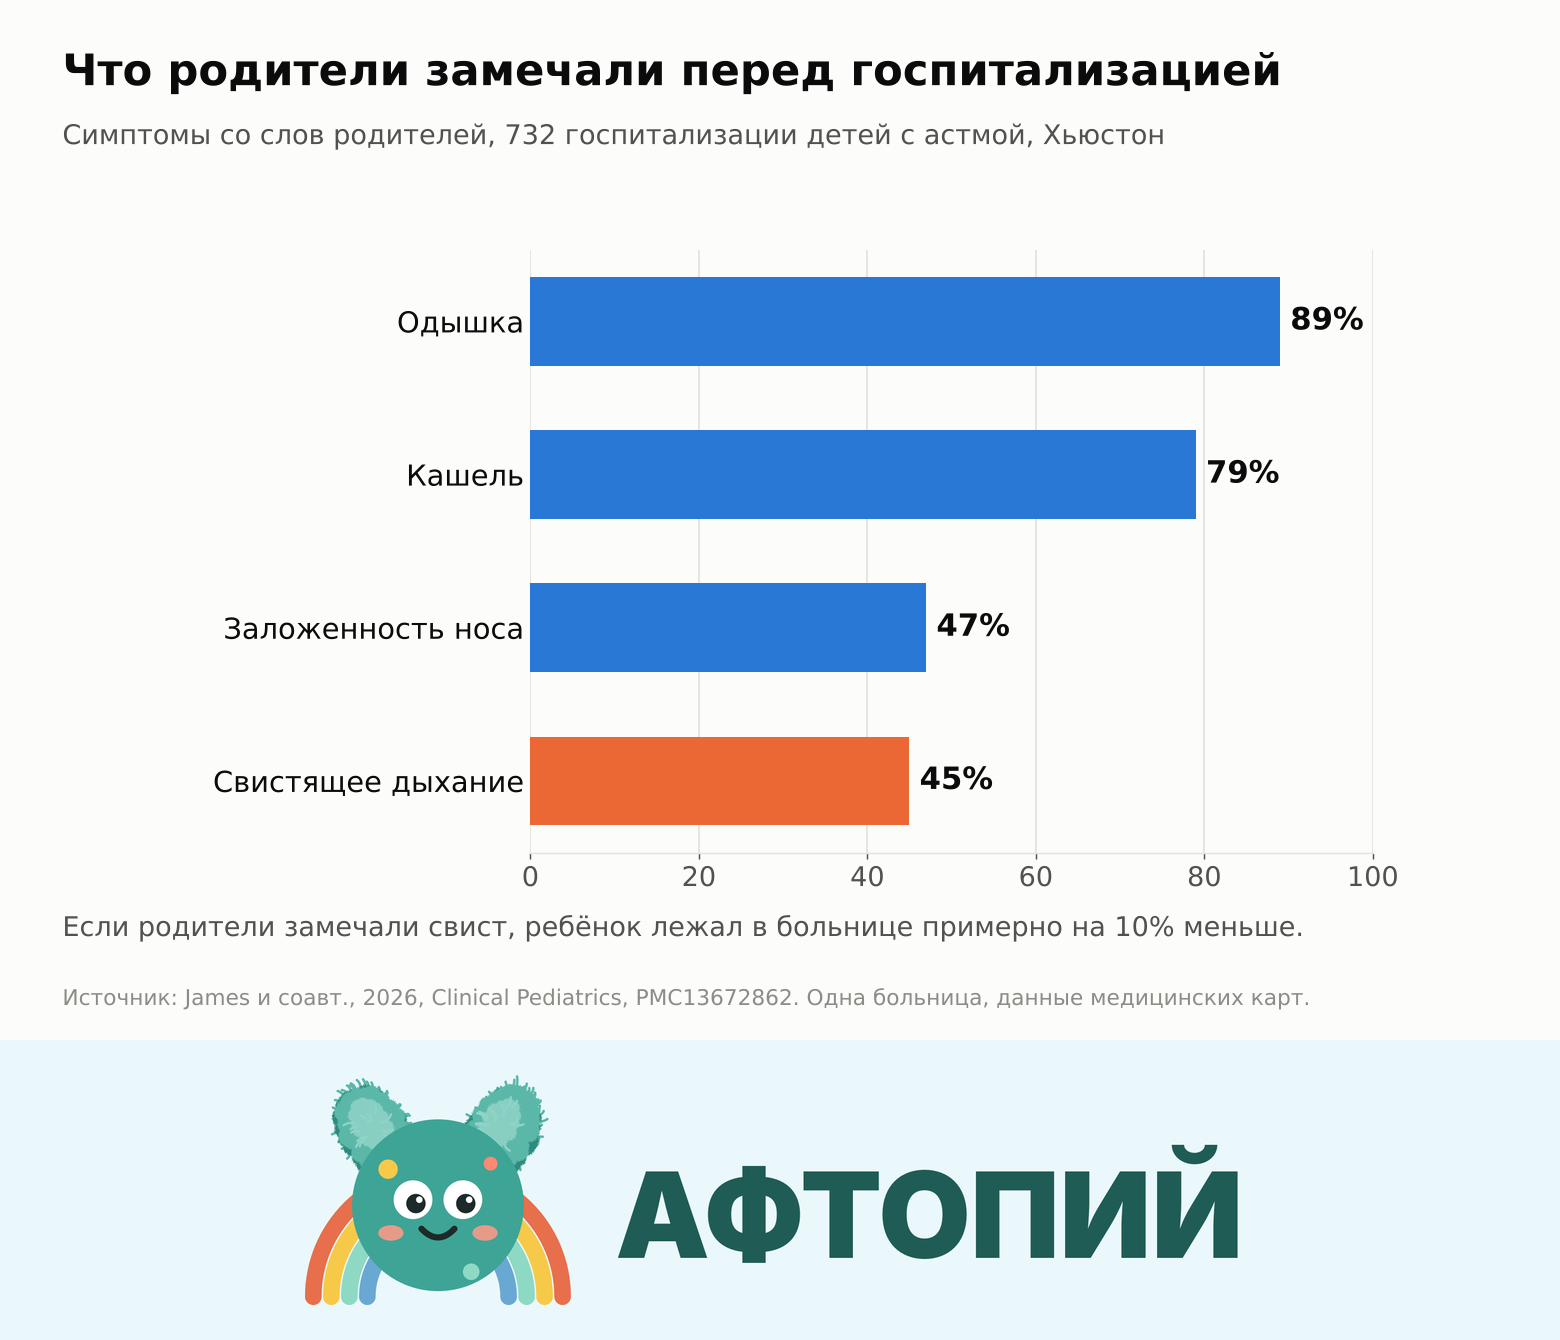 Что родители замечали перед госпитализацией
Симптомы со слов родителей, 732 госпитализации детей с астмой, Хьюстон
Одышка 89%
Кашель 79%
Заложенность носа 47%
Свистящее дыхание 45%
0 20 40 60 80 100
Если родители замечали свист, ребёнок лежал в больнице примерно на 10% меньше.
Источник: James и соавт., 2026, Clinical Pediatrics, PMC13672862. Одна больница, данные медицинских карт.
АФТОПИЙ